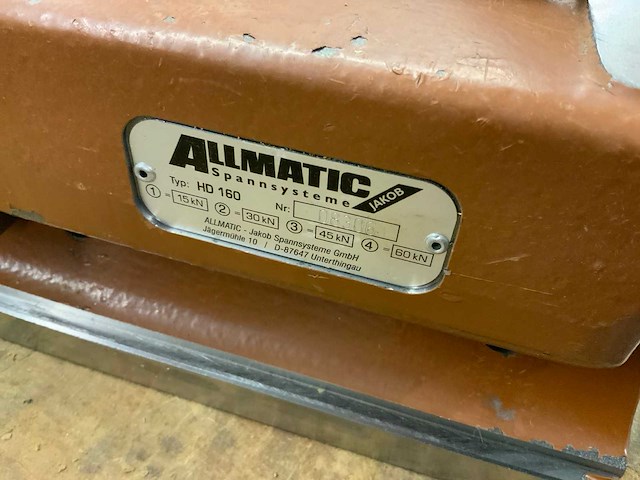 ALLMATIC
Spannsysteme JAKOB
Typ: HD 160 Nr:
1 = 15 kN 2 = 30 kN 3 = 45 kN 4 = 60 kN
ALLMATIC - Jakob Spannsysteme GmbH
Jägermühle 10 / D-87647 Unterthingau